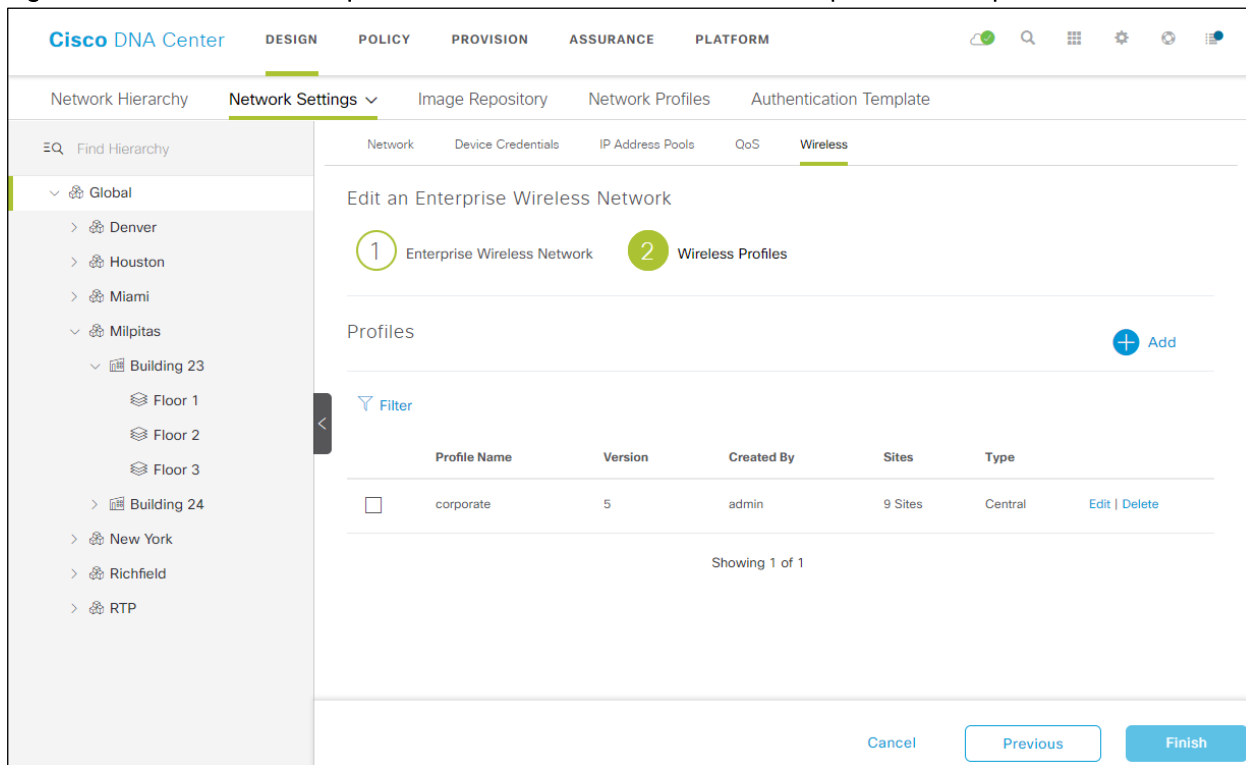 Cisco DNA Center DESIGN POLICY PROVISION ASSURANCE PLATFORM
Network Hierarchy Network Settings Image Repository Network Profiles Authentication Template
Find Hierarchy
Global
Denver
Houston
Miami
Milpitas
Building 23
Floor 1
Floor 2
Floor 3
Building 24
New York
Richfield
RTP
Network Device Credentials IP Address Pools QoS Wireless
Edit an Enterprise Wireless Network
1 Enterprise Wireless Network 2 Wireless Profiles
Profiles
Add
Filter
Profile Name Version Created By Sites Type
corporate 5 admin 9 Sites Central Edit | Delete
Showing 1 of 1
Cancel Previous Finish